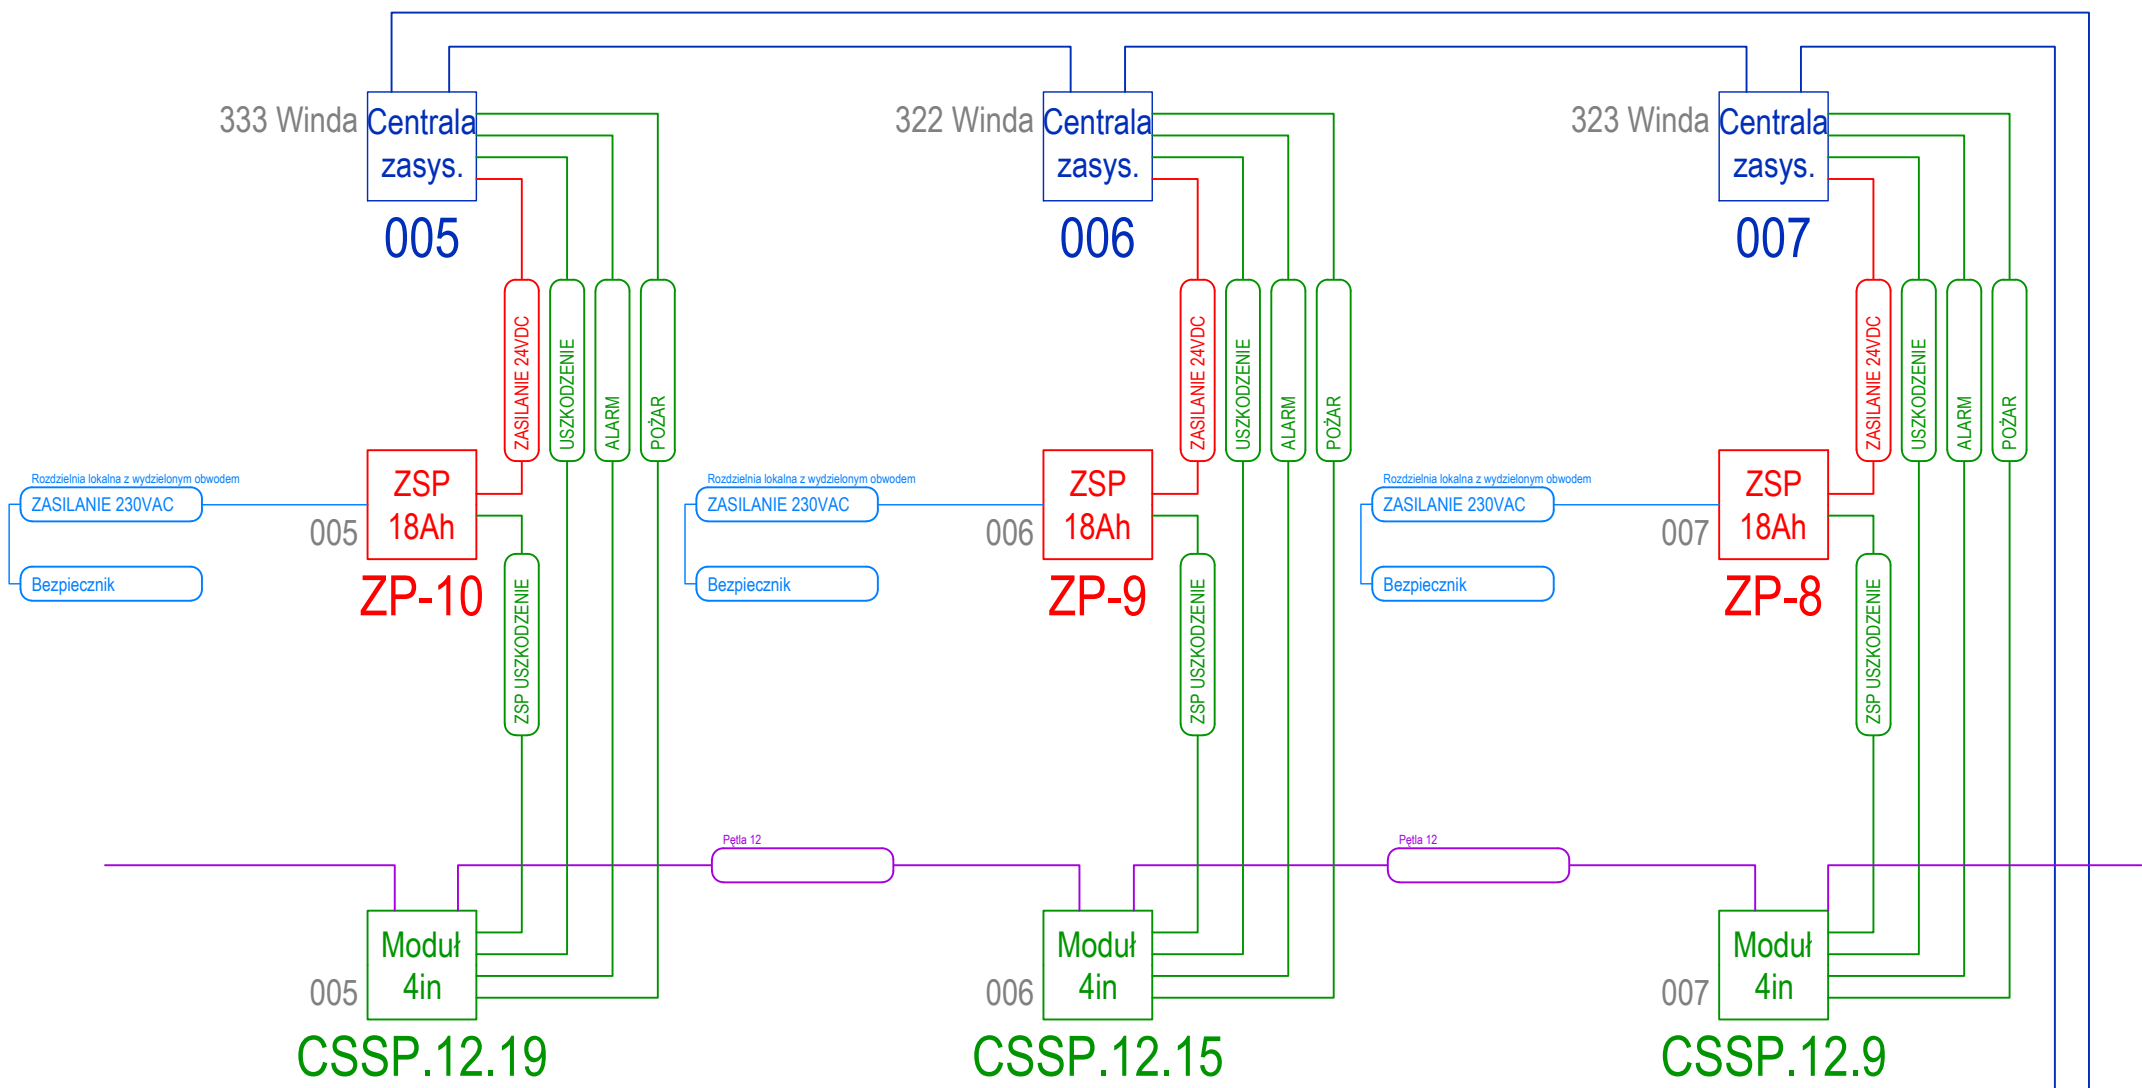 333 Winda
Centrala
zasys.
005
322 Winda
Centrala
zasys.
006
323 Winda
Centrala
zasys.
007
ZASILANIE 24VDC
USZKODZENIE
ALARM
POŻAR
ZASILANIE 24VDC
USZKODZENIE
ALARM
POŻAR
ZASILANIE 24VDC
USZKODZENIE
ALARM
POŻAR
Rozdzielnia lokalna z wydzielonym obwodem
ZASILANIE 230VAC
Bezpiecznik
005
ZSP
18Ah
ZP-10
Rozdzielnia lokalna z wydzielonym obwodem
ZASILANIE 230VAC
Bezpiecznik
006
ZSP
18Ah
ZP-9
Rozdzielnia lokalna z wydzielonym obwodem
ZASILANIE 230VAC
Bezpiecznik
007
ZSP
18Ah
ZP-8
ZSP USZKODZENIE
ZSP USZKODZENIE
ZSP USZKODZENIE
Pętla 12
Pętla 12
005
Moduł
4in
CSSP.12.19
006
Moduł
4in
CSSP.12.15
007
Moduł
4in
CSSP.12.9